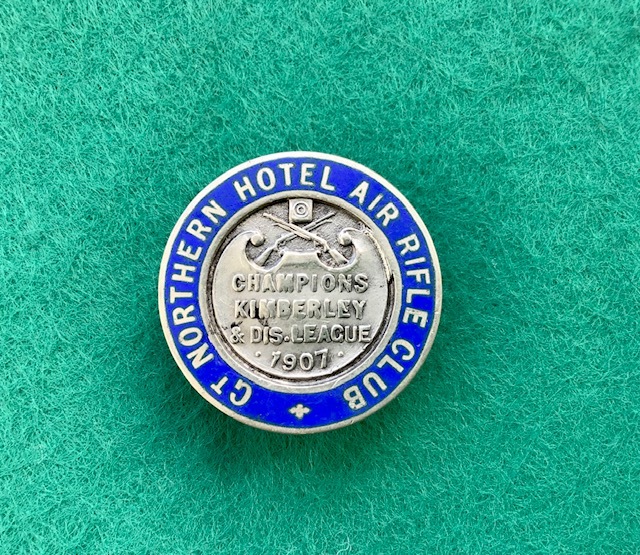 GT NORTHERN HOTEL AIR RIFLE CLUB
CHAMPIONS
KIMBERLEY
& DIS. LEAGUE
· 1907 ·